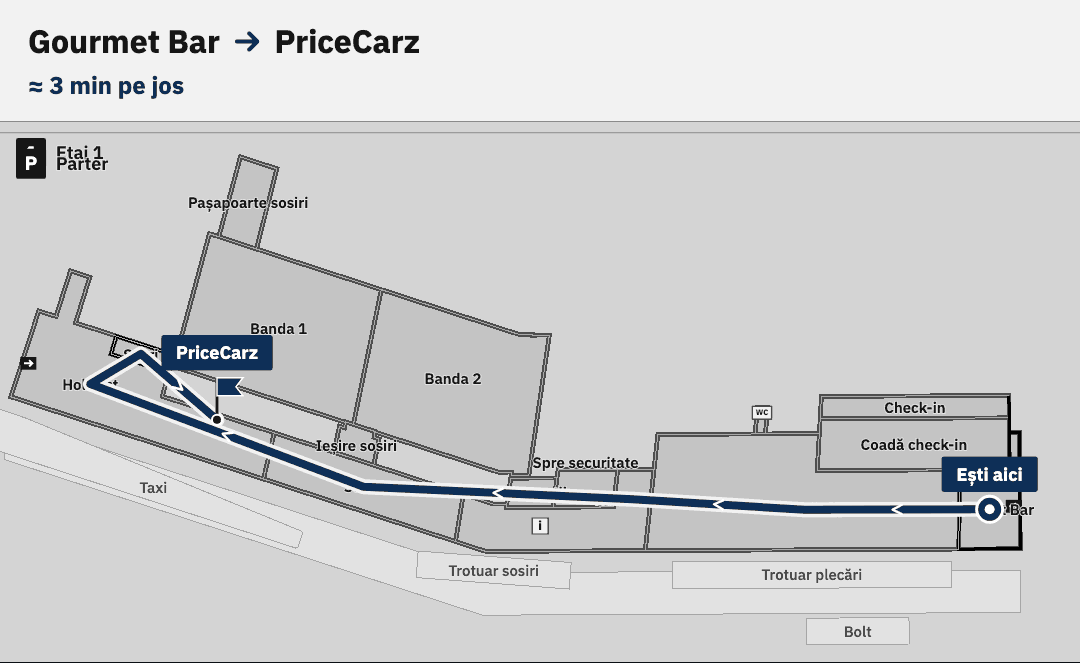 Gourmet Bar → PriceCarz
≈ 3 min pe jos
P
Etaj 1
Parter
Pașapoarte sosiri
Banda 1
PriceCarz
Banda 2
Check-in
WC
Coadă check-in
Ieșire sosiri
Spre securitate
Ești aici
Bar
i
Taxi
Trotuar sosiri
Trotuar plecări
Bolt